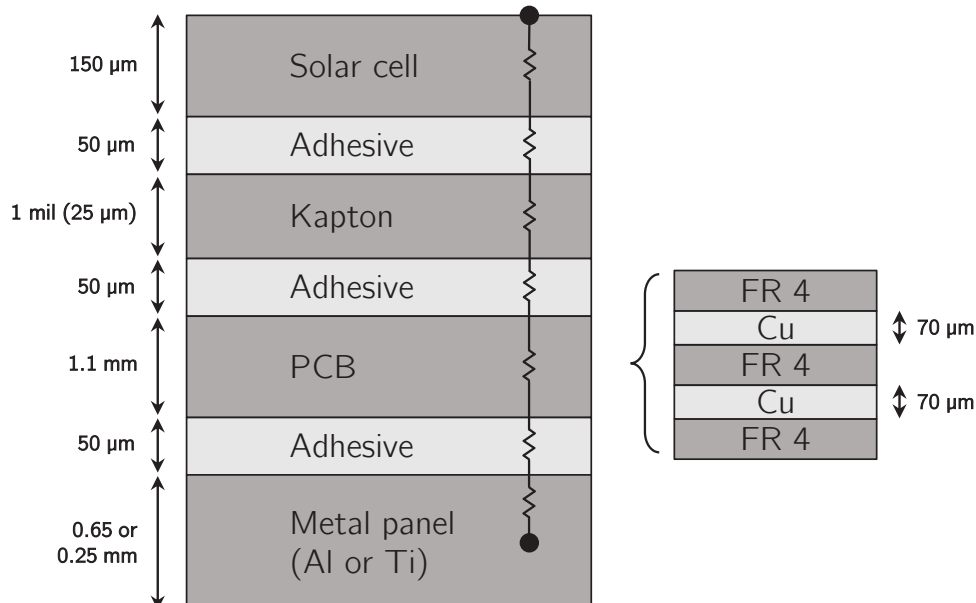 150 µm
Solar cell
50 µm
Adhesive
1 mil (25 µm)
Kapton
50 µm
Adhesive
1.1 mm
PCB
50 µm
Adhesive
0.65 or
0.25 mm
Metal panel
(Al or Ti)
FR 4
Cu
70 µm
FR 4
Cu
70 µm
FR 4